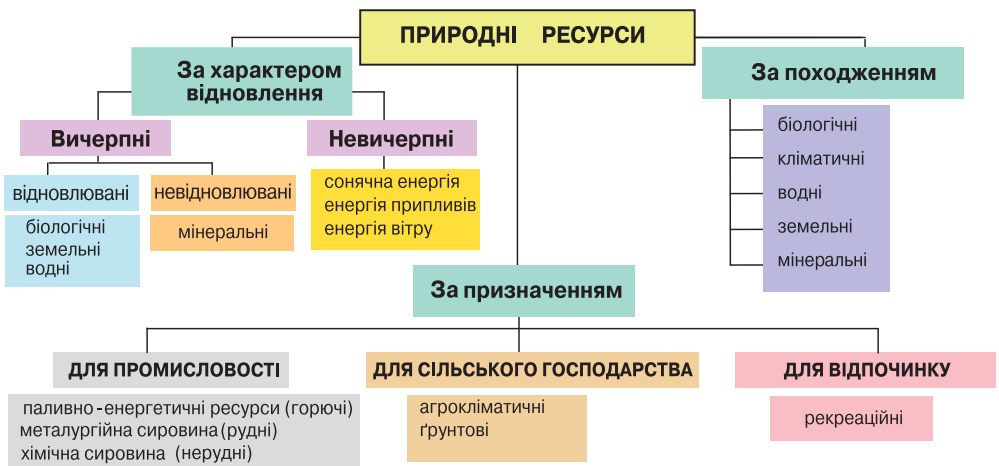 ПРИРОДНІ РЕСУРСИ
За характером
відновлення
За походженням
Вичерпні
Невичерпні
відновлювані
біологічні
земельні
водні
невідновлювані
мінеральні
сонячна енергія
енергія припливів
енергія вітру
біологічні
кліматичні
водні
земельні
мінеральні
За призначенням
ДЛЯ ПРОМИСЛОВОСТІ
паливно-енергетичні ресурси (горючі)
металургійна сировина (рудні)
хімічна сировина (нерудні)
ДЛЯ СІЛЬСЬКОГО ГОСПОДАРСТВА
агрокліматичні
ґрунтові
ДЛЯ ВІДПОЧИНКУ
рекреаційні